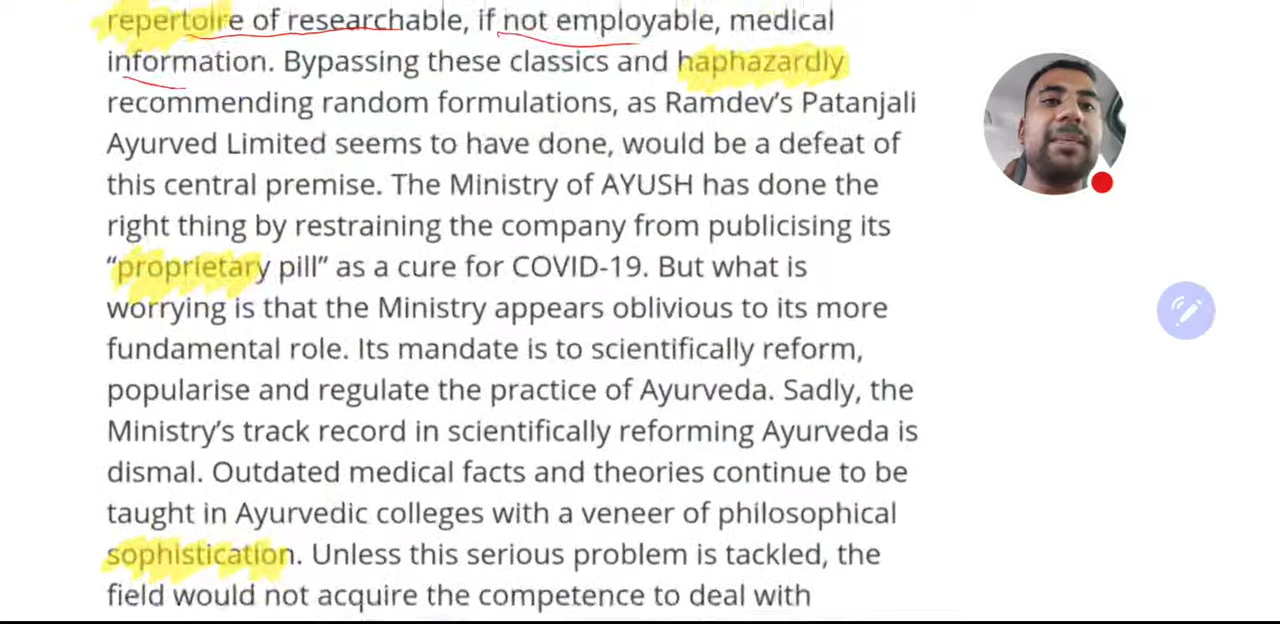 repertoire of researchable, if not employable, medical
information. Bypassing these classics and haphazardly
recommending random formulations, as Ramdev’s Patanjali
Ayurved Limited seems to have done, would be a defeat of
this central premise. The Ministry of AYUSH has done the
right thing by restraining the company from publicising its
“proprietary pill” as a cure for COVID-19. But what is
worrying is that the Ministry appears oblivious to its more
fundamental role. Its mandate is to scientifically reform,
popularise and regulate the practice of Ayurveda. Sadly, the
Ministry’s track record in scientifically reforming Ayurveda is
dismal. Outdated medical facts and theories continue to be
taught in Ayurvedic colleges with a veneer of philosophical
sophistication. Unless this serious problem is tackled, the
field would not acquire the competence to deal with